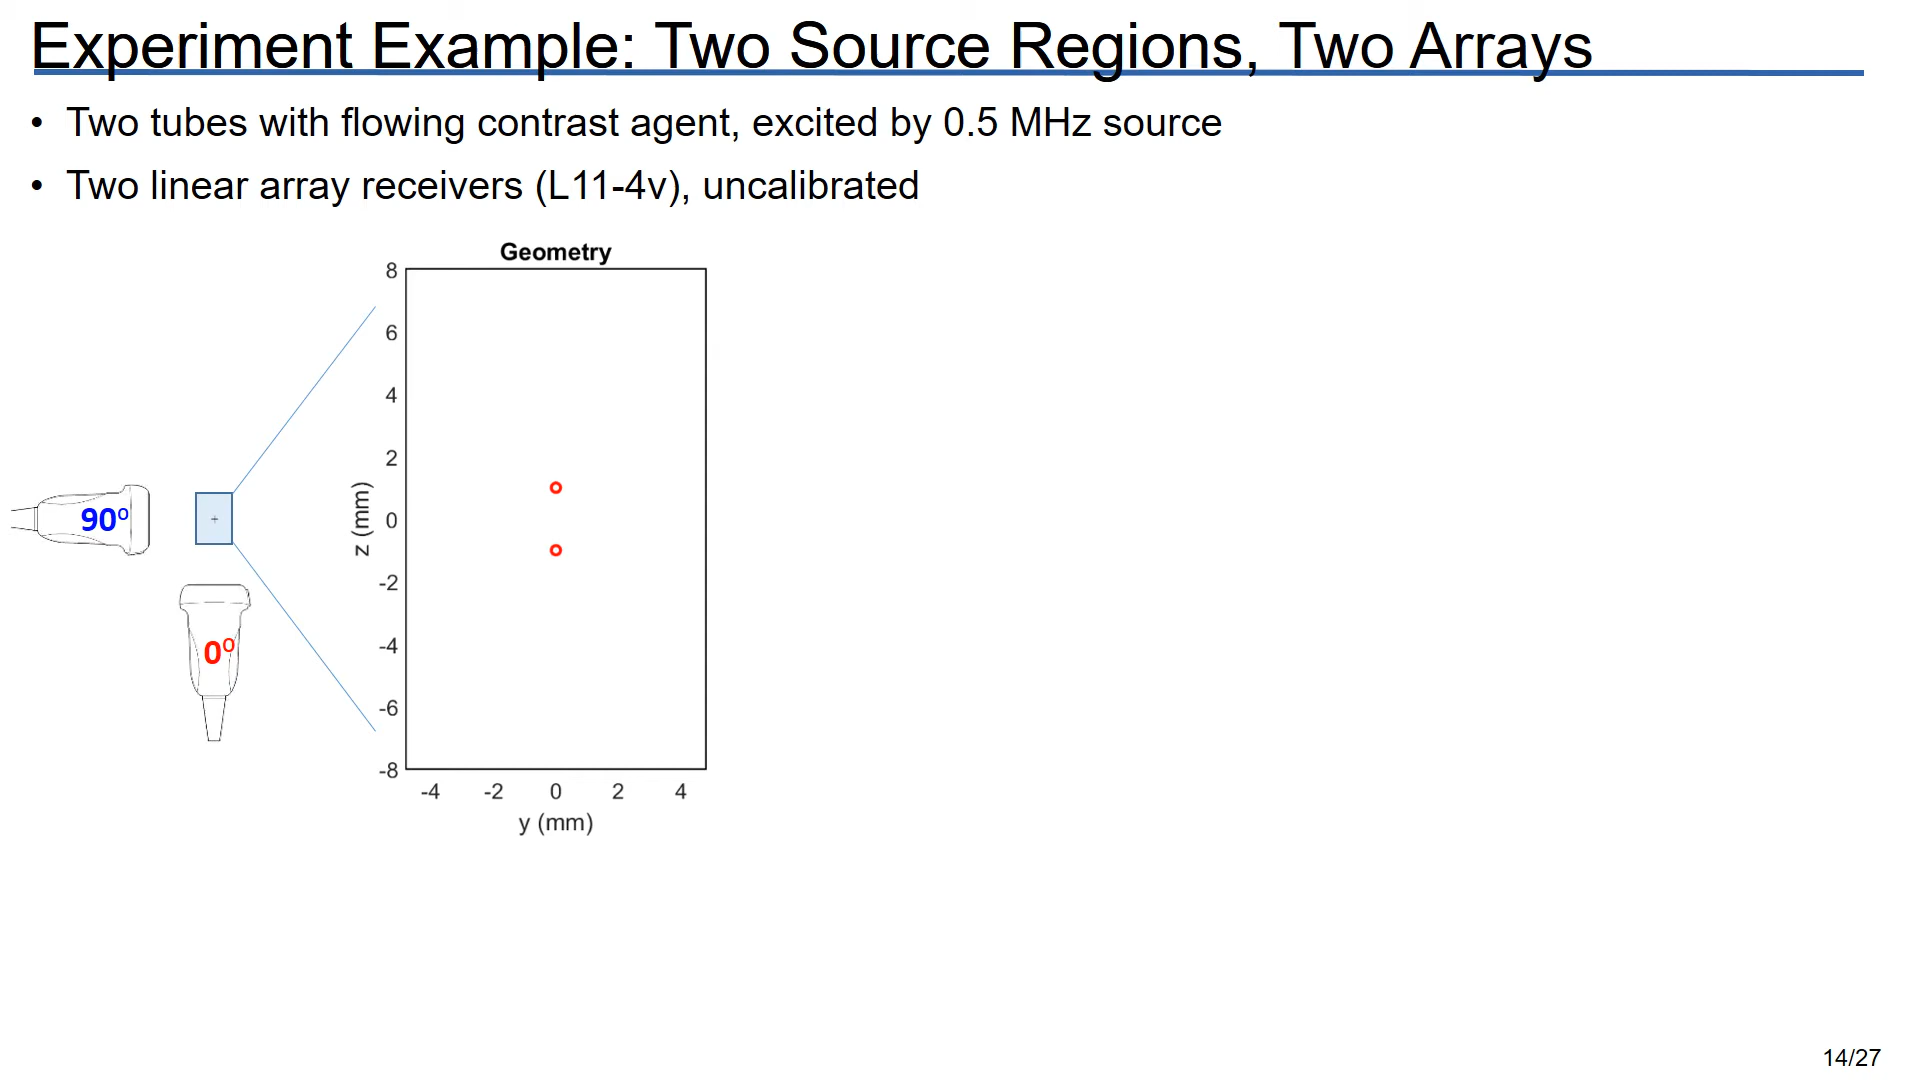 Experiment Example: Two Source Regions, Two Arrays
• Two tubes with flowing contrast agent, excited by 0.5 MHz source
• Two linear array receivers (L11-4v), uncalibrated
Geometry
8
6
4
2
0
-2
-4
-6
-8
z (mm)
-4 -2 0 2 4
y (mm)
90⁰
0⁰
14/27